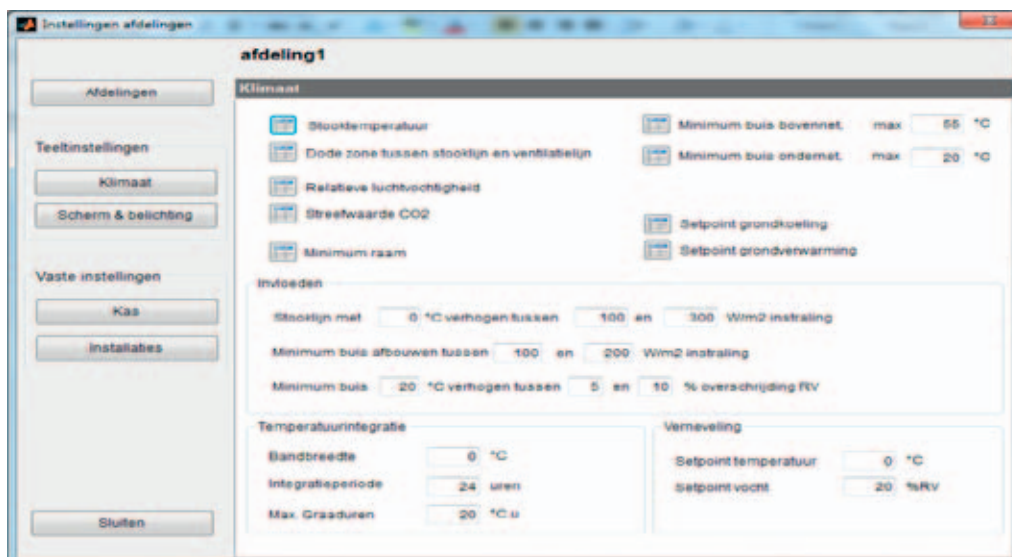 Instellingen afdelingen
afdeling1
Afdelingen
Teeltinstellingen
Klimaat
Scherm & belichting
Vaste instellingen
Kas
Installaties
Sluiten
Klimaat
Stooktemperatuur
Dode zone tussen stooklijn en ventilatielijn
Relatieve luchtvochtigheid
Streefwaarde CO2
Minimum raam
Minimum buis bovennet. max 55 °C
Minimum buis ondernet. max 20 °C
Setpoint grondkoeling
Setpoint grondverwarming
Invloeden
Stooklijn met 0 °C verhogen tussen 100 en 300 W/m2 instraling
Minimum buis afbouwen tussen 100 en 200 W/m2 instraling
Minimum buis 20 °C verhogen tussen 5 en 10 % overschrijding RV
Temperatuurintegratie
Bandbreedte 0 °C
Integratieperiode 24 uren
Max. Graaduren 20 °C.u
Verneveling
Setpoint temperatuur 0 °C
Setpoint vocht 20 %RV